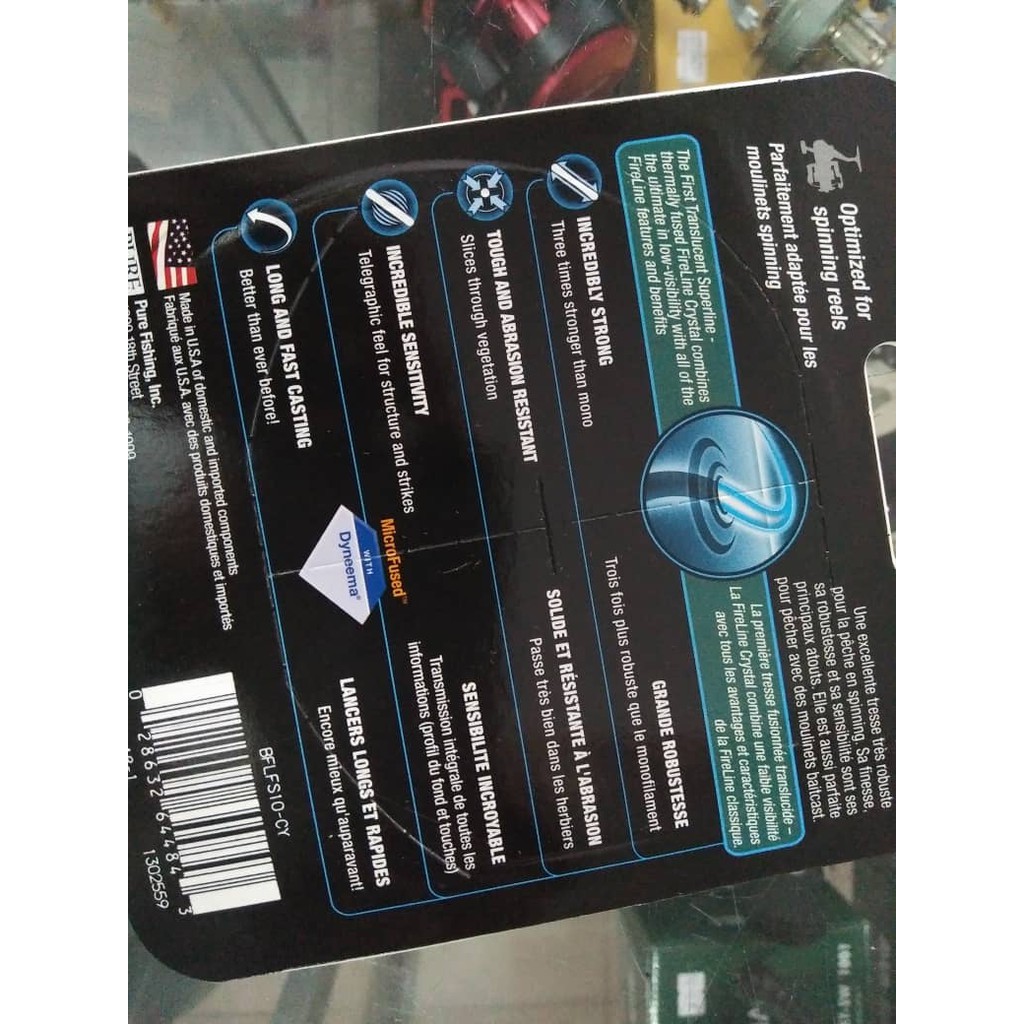 Optimized for
spinning reels
Parfaitement adaptée pour les
moulinets spinning
Une excellente tresse très robuste
pour la pêche en spinning. Sa finesse,
sa robustesse et sa sensibilité sont ses
principaux atouts. Elle est aussi parfaite
pour pêcher avec des moulinets baitcast.
The First Translucent Superline -
thermally fused FireLine Crystal combines
the ultimate in low-visibility with all of the
FireLine features and benefits
La première tresse fusionnée translucide –
La FireLine Crystal combine une faible visibilité
avec tous les avantages et caractéristiques
de la FireLine classique.
INCREDIBLY STRONG
Three times stronger than mono
GRANDE ROBUSTESSE
Trois fois plus robuste que le monofilament
TOUGH AND ABRASION RESISTANT
Slices through vegetation
SOLIDE ET RÉSISTANTE À L'ABRASION
Passe très bien dans les herbiers
INCREDIBLE SENSITIVITY
Telegraphic feel for structure and strikes
SENSIBILITE INCROYABLE
Transmission intégrale de toutes les
informations (profil du fond et touches)
MicroFused™
WITH
Dyneema®
LONG AND FAST CASTING
Better than ever before!
LANCERS LONGS ET RAPIDES
Encore mieux qu'auparavant!
Made in U.S.A of domestic and imported components
Fabriqué aux U.S.A. avec des produits domestiques et importés
Pure Fishing, Inc.
18th Street
BFLFS10-CY
0 28632 64484 3
1302559